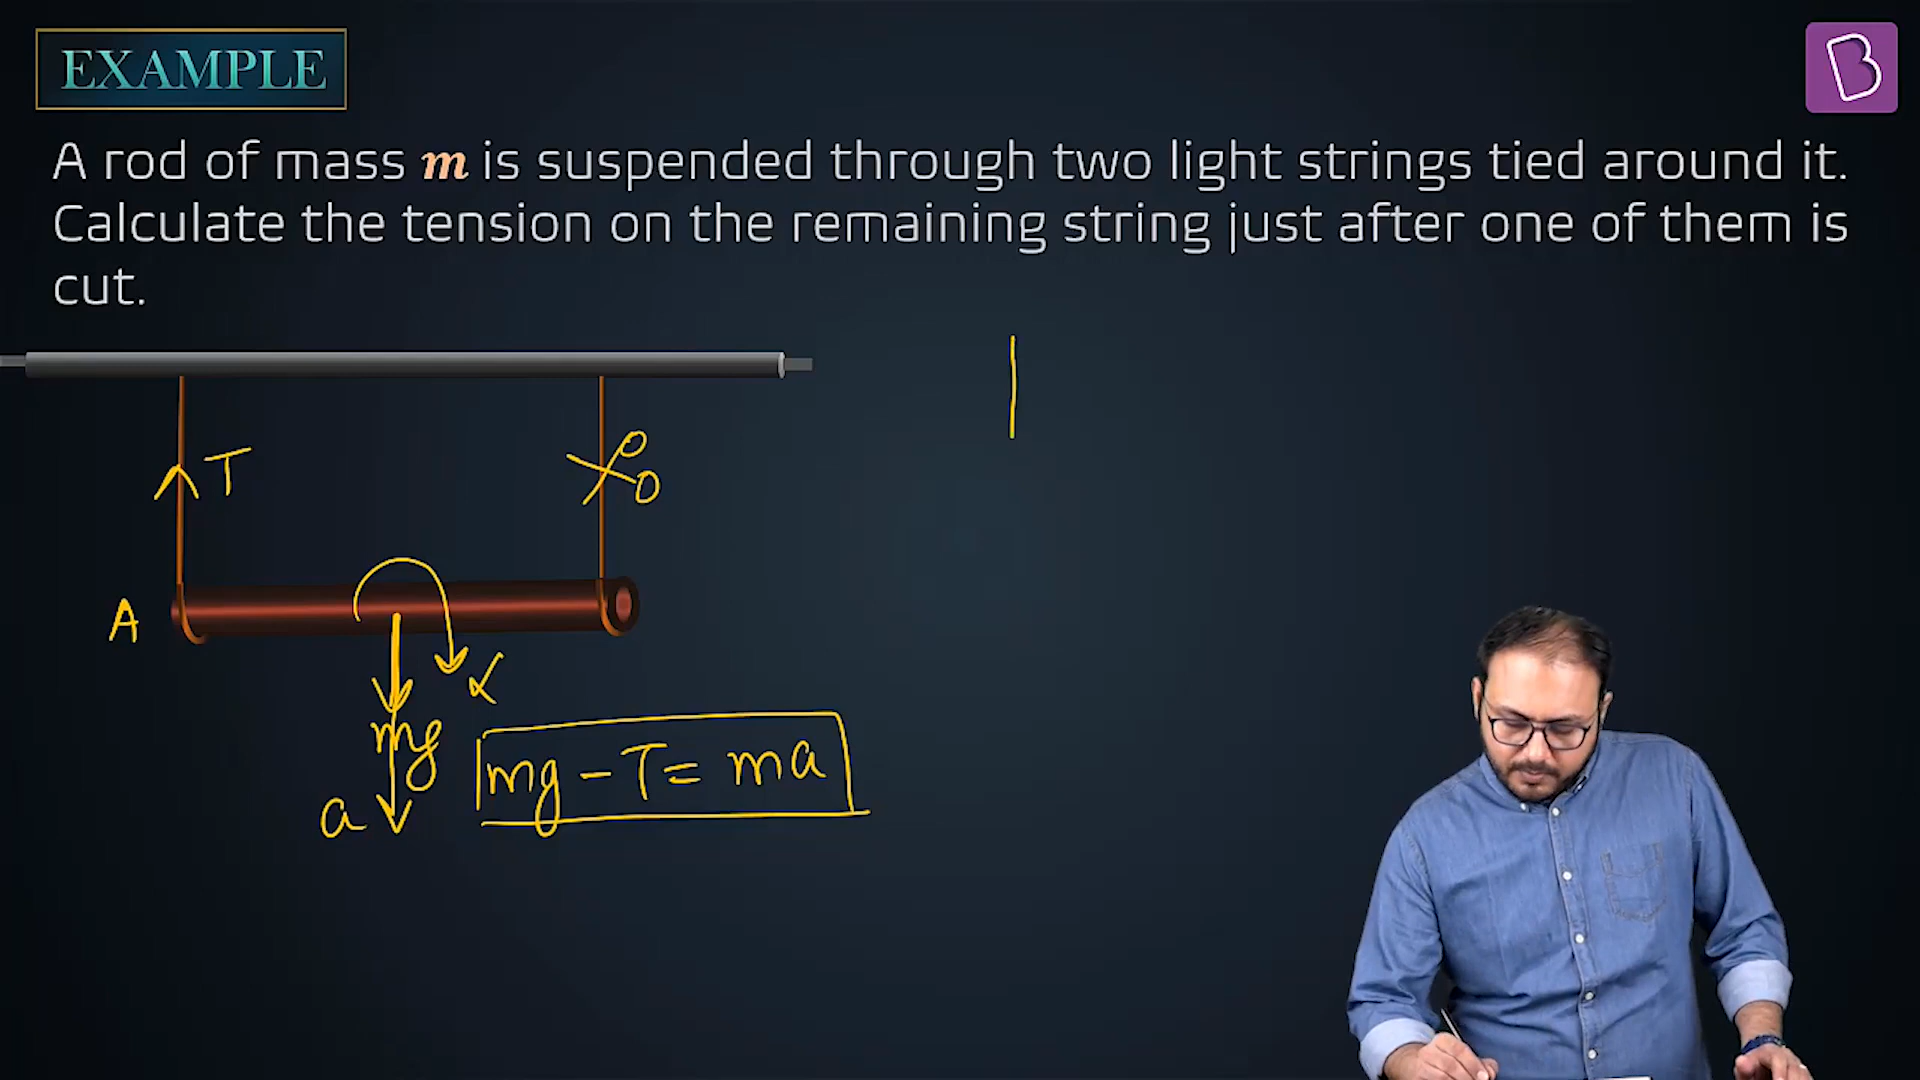 EXAMPLE
B
A rod of mass m is suspended through two light strings tied around it.
Calculate the tension on the remaining string just after one of them is
cut.
T
A
α
mg
mg - T = ma
a